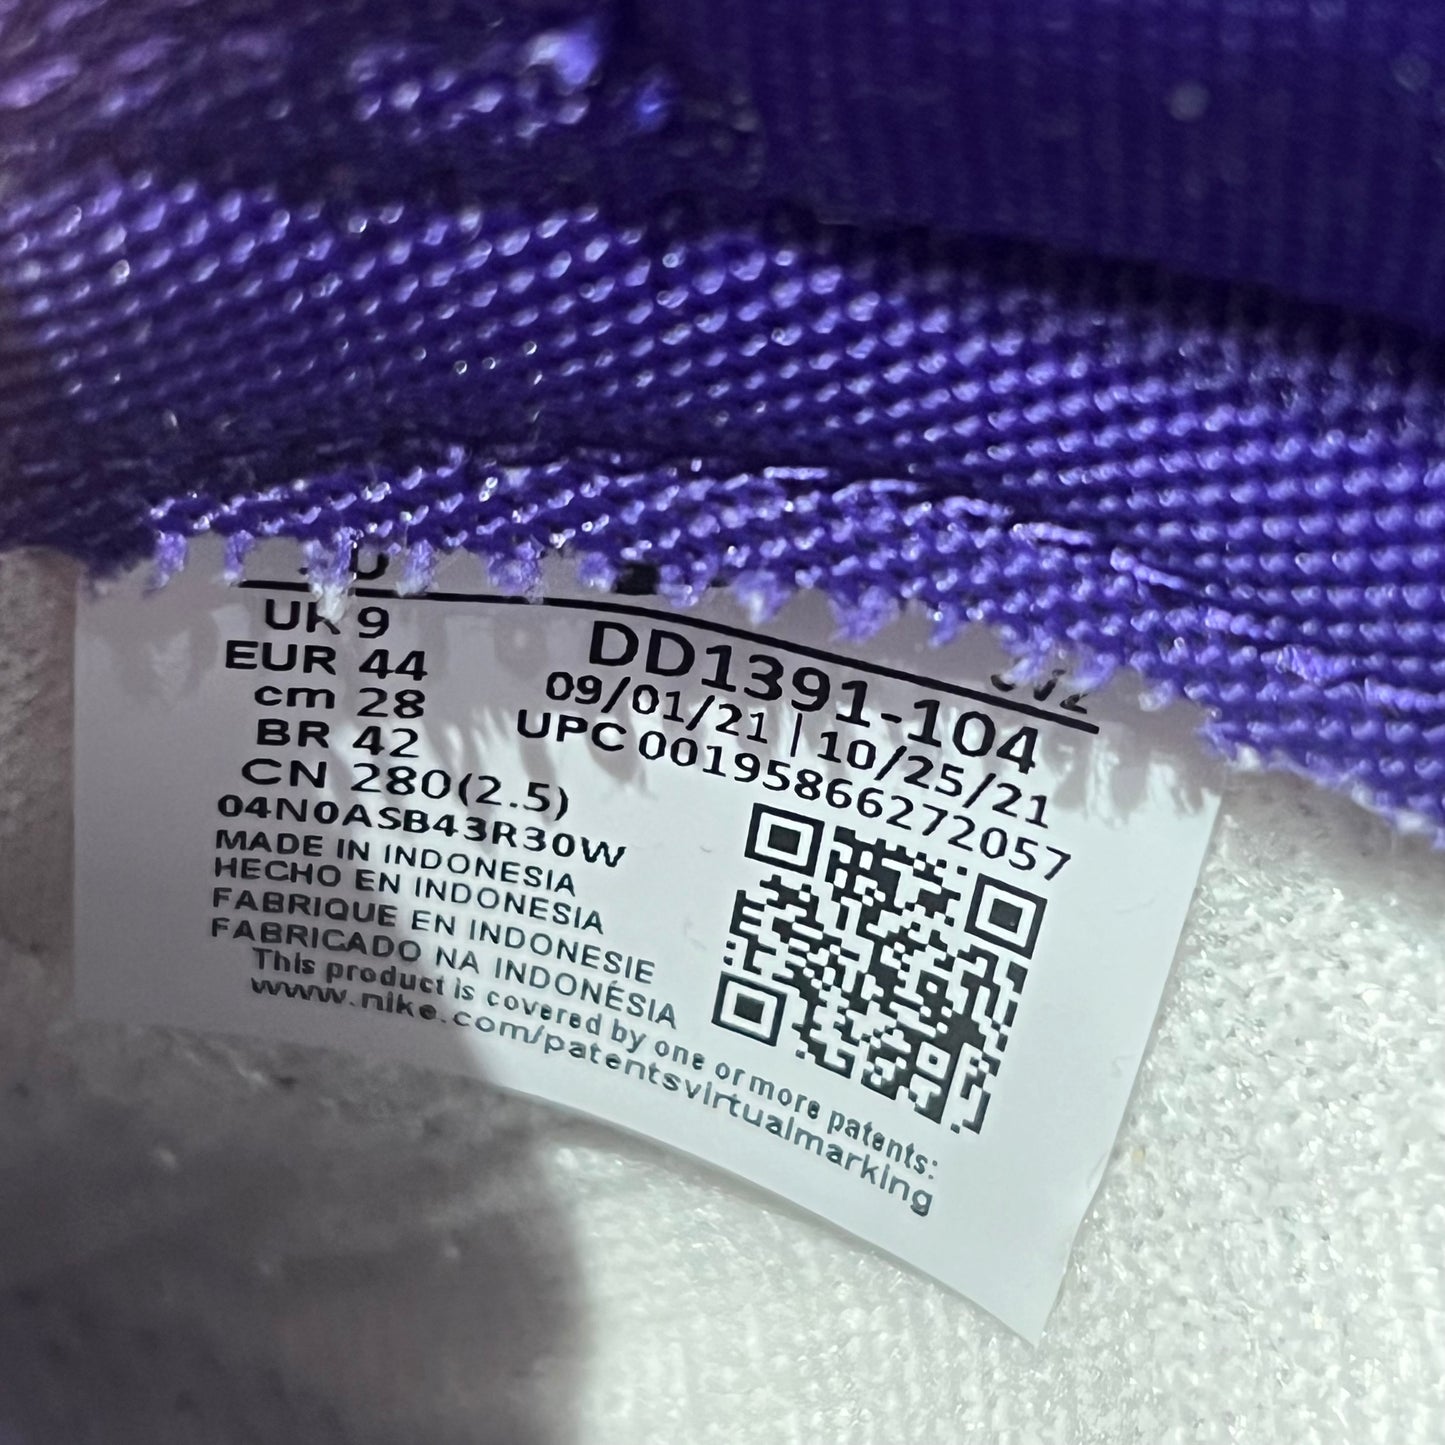 UK 9
EUR 44
cm 28
BR 42
CN 280(2.5)
04N0ASB43R30W
DD1391-104
09/01/21 | 10/25/21
UPC 00195866272057
MADE IN INDONESIA
HECHO EN INDONESIA
FABRIQUE EN INDONESIE
FABRICADO NA INDONÉSIA
This product is covered by one or more patents:
www.nike.com/patentsvirtualmarking